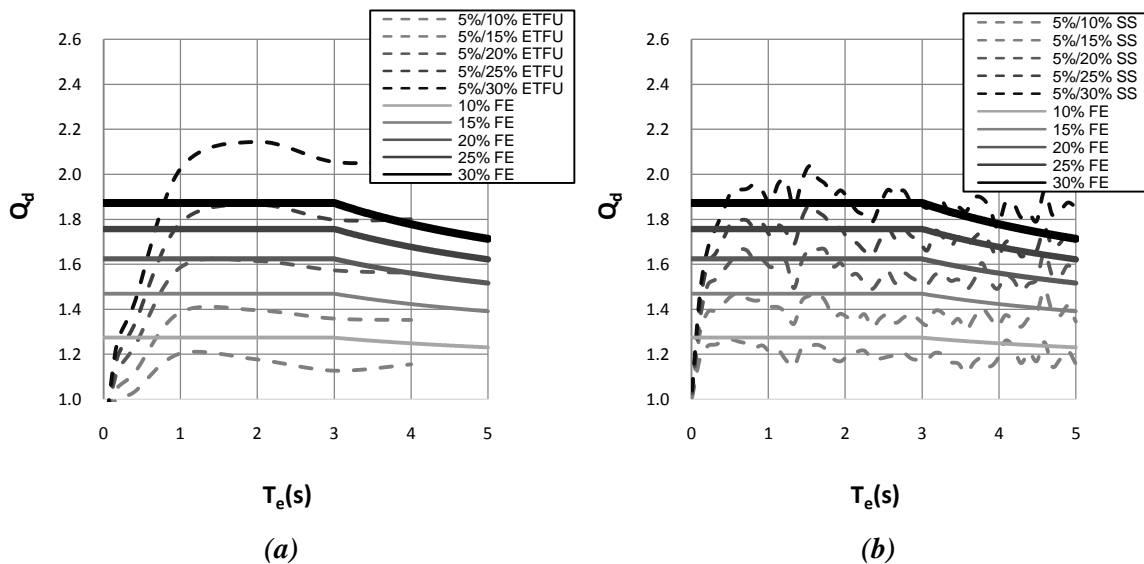 5%/10% ETFU
5%/15% ETFU
5%/20% ETFU
5%/25% ETFU
5%/30% ETFU
10% FE
15% FE
20% FE
25% FE
30% FE
2.6
2.4
2.2
2.0
1.8
1.6
1.4
1.2
1.0
Qd
0 1 2 3 4 5
Te(s)
(a)
5%/10% SS
5%/15% SS
5%/20% SS
5%/25% SS
5%/30% SS
10% FE
15% FE
20% FE
25% FE
30% FE
2.6
2.4
2.2
2.0
1.8
1.6
1.4
1.2
1.0
Qd
0 1 2 3 4 5
Te(s)
(b)